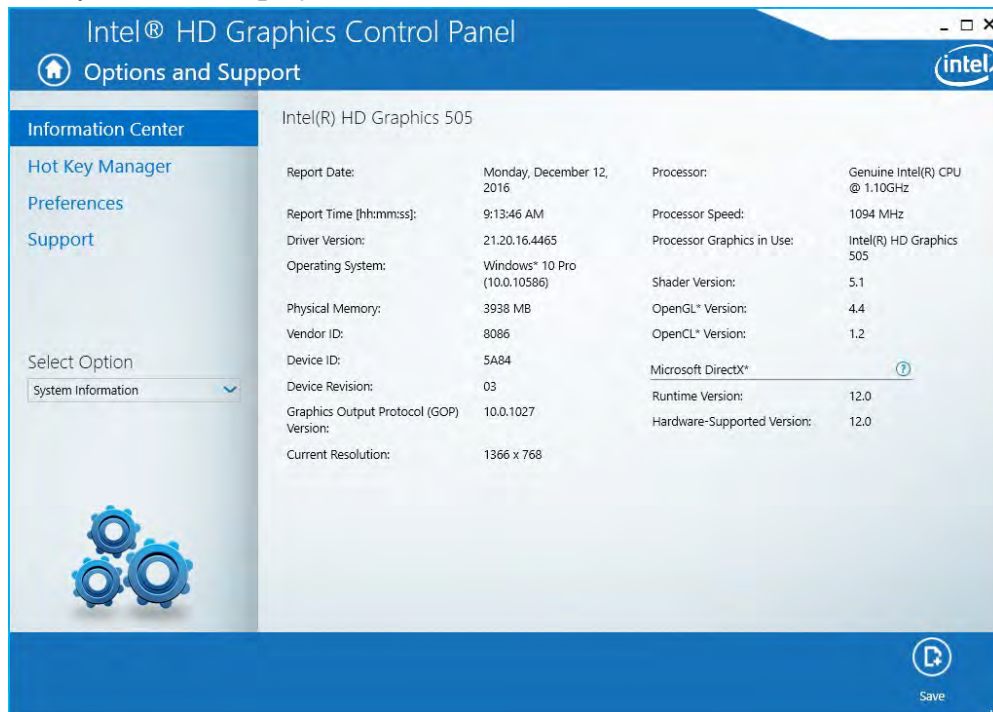 Intel® HD Graphics Control Panel
Options and Support
intel
Information Center
Hot Key Manager
Preferences
Support
Select Option
System Information
Intel(R) HD Graphics 505
Report Date: Monday, December 12,
2016
Report Time [hh:mm:ss]: 9:13:46 AM
Driver Version: 21.20.16.4465
Operating System: Windows* 10 Pro
(10.0.10586)
Physical Memory: 3938 MB
Vendor ID: 8086
Device ID: 5A84
Device Revision: 03
Graphics Output Protocol (GOP) 10.0.1027
Version:
Current Resolution: 1366 x 768
Processor: Genuine Intel(R) CPU
@ 1.10GHz
Processor Speed: 1094 MHz
Processor Graphics in Use: Intel(R) HD Graphics
505
Shader Version: 5.1
OpenGL* Version: 4.4
OpenCL* Version: 1.2
Microsoft DirectX*
Runtime Version: 12.0
Hardware-Supported Version: 12.0
Save